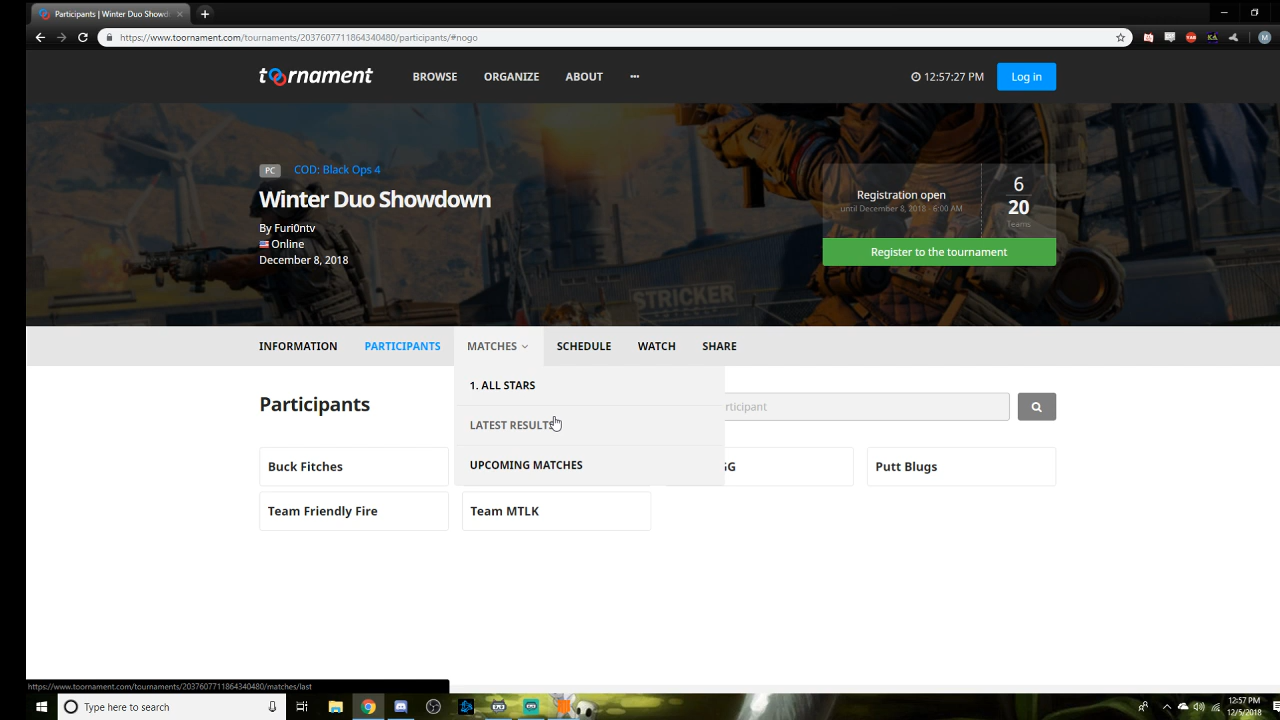 Participants | Winter Duo Showd
https://www.toornament.com/tournaments/2037607711864340480/participants/#nogo
toornament
BROWSE
ORGANIZE
ABOUT
12:57:27 PM
Log in
PC
COD: Black Ops 4
Winter Duo Showdown
By Furi0ntv
Online
December 8, 2018
Registration open
until December 8, 2018 - 6:00 AM
6
20
Teams
Register to the tournament
STRICKER
INFORMATION
PARTICIPANTS
MATCHES
SCHEDULE
WATCH
SHARE
1. ALL STARS
LATEST RESULTS
UPCOMING MATCHES
Participants
rticipant
Buck Fitches
GG
Putt Blugs
Team Friendly Fire
Team MTLK
https://www.toornament.com/tournaments/2037607711864340480/matches/last
Type here to search
12:57 PM
12/5/2018